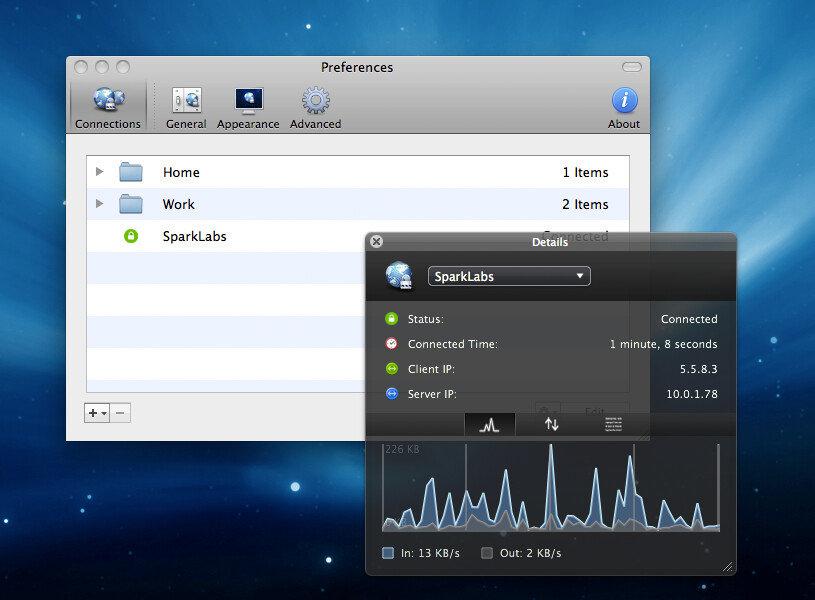 Preferences
Connections General Appearance Advanced About
Home 1 Items
Work 2 Items
SparkLabs Connected
Details
SparkLabs
Status: Connected
Connected Time: 1 minute, 8 seconds
Client IP: 5.5.8.3
Server IP: 10.0.1.78
Edit
226 KB
In: 13 KB/s Out: 2 KB/s